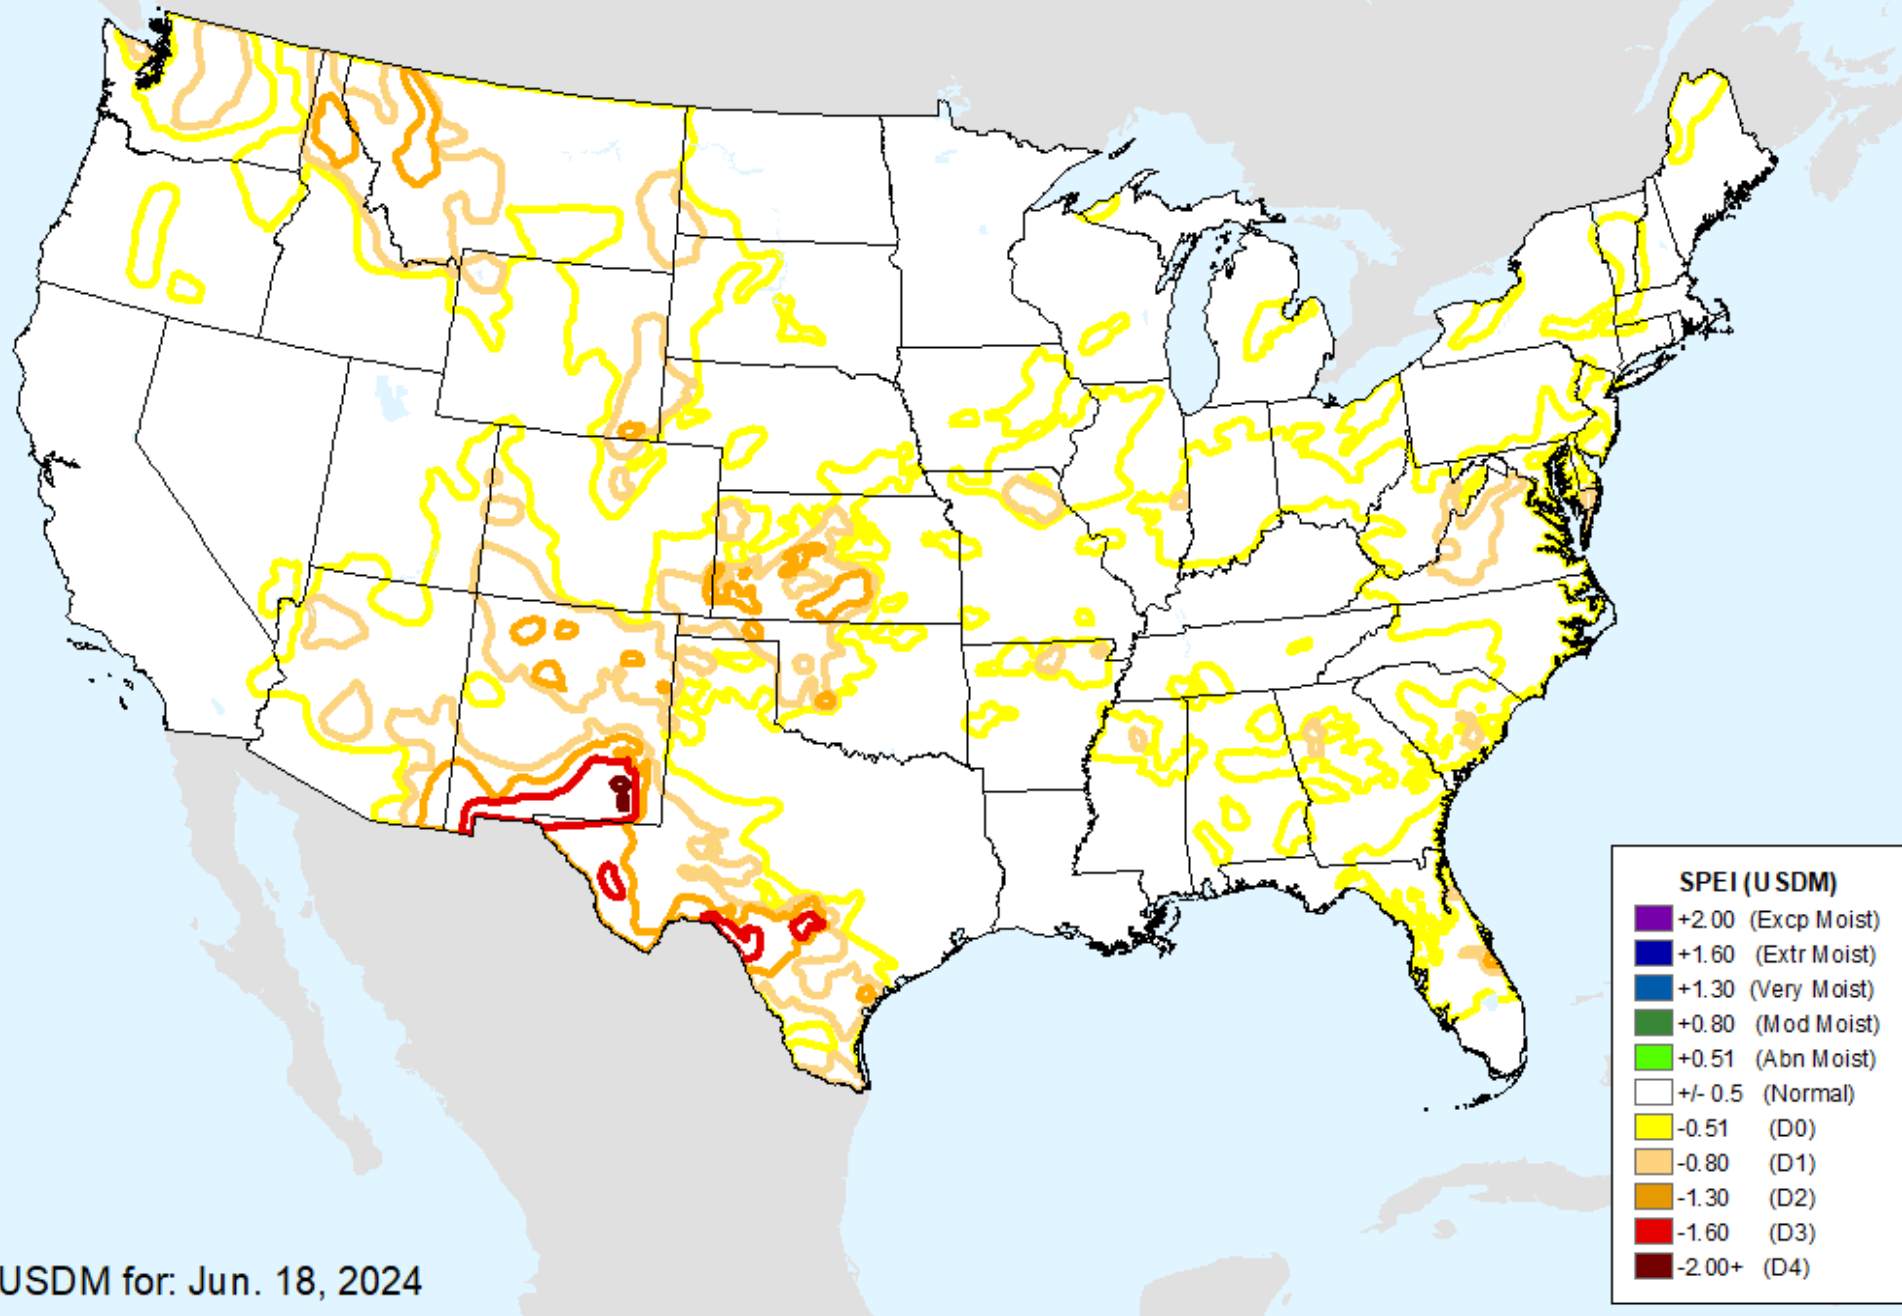 SPEI (USDM)
+2.00 (Excp Moist)
+1.60 (Extr Moist)
+1.30 (Very Moist)
+0.80 (Mod Moist)
+0.51 (Abn Moist)
+/- 0.5 (Normal)
-0.51 (D0)
-0.80 (D1)
-1.30 (D2)
-1.60 (D3)
-2.00+ (D4)
USDM for: Jun. 18, 2024